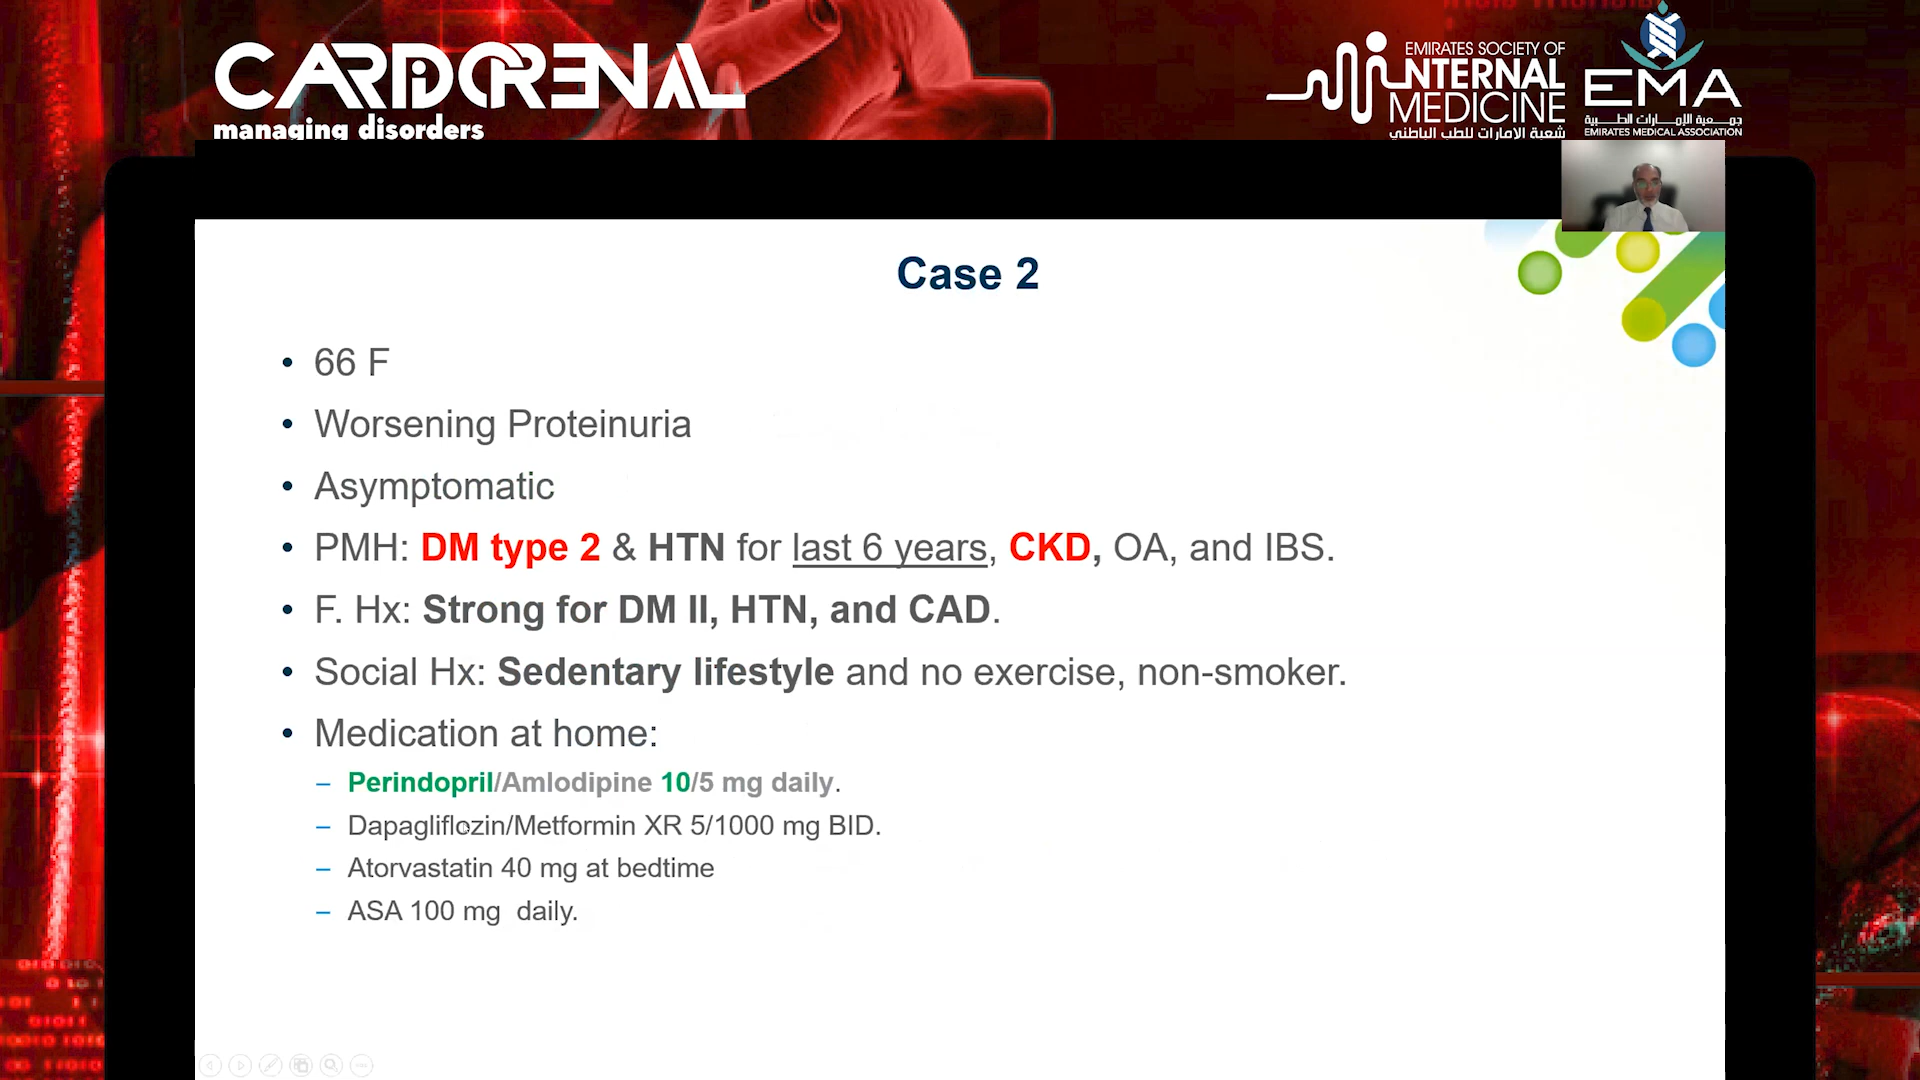 CARDIORENAL
managing disorders
EMIRATES SOCIETY OF
INTERNAL
MEDICINE
شعبة الامارات للطب الباطني
EMA
جمعية الإمارات الطبية
EMIRATES MEDICAL ASSOCIATION
Case 2
• 66 F
• Worsening Proteinuria
• Asymptomatic
• PMH: DM type 2 & HTN for last 6 years, CKD, OA, and IBS.
• F. Hx: Strong for DM II, HTN, and CAD.
• Social Hx: Sedentary lifestyle and no exercise, non-smoker.
• Medication at home:
– Perindopril/Amlodipine 10/5 mg daily.
– Dapagliflozin/Metformin XR 5/1000 mg BID.
– Atorvastatin 40 mg at bedtime
– ASA 100 mg daily.